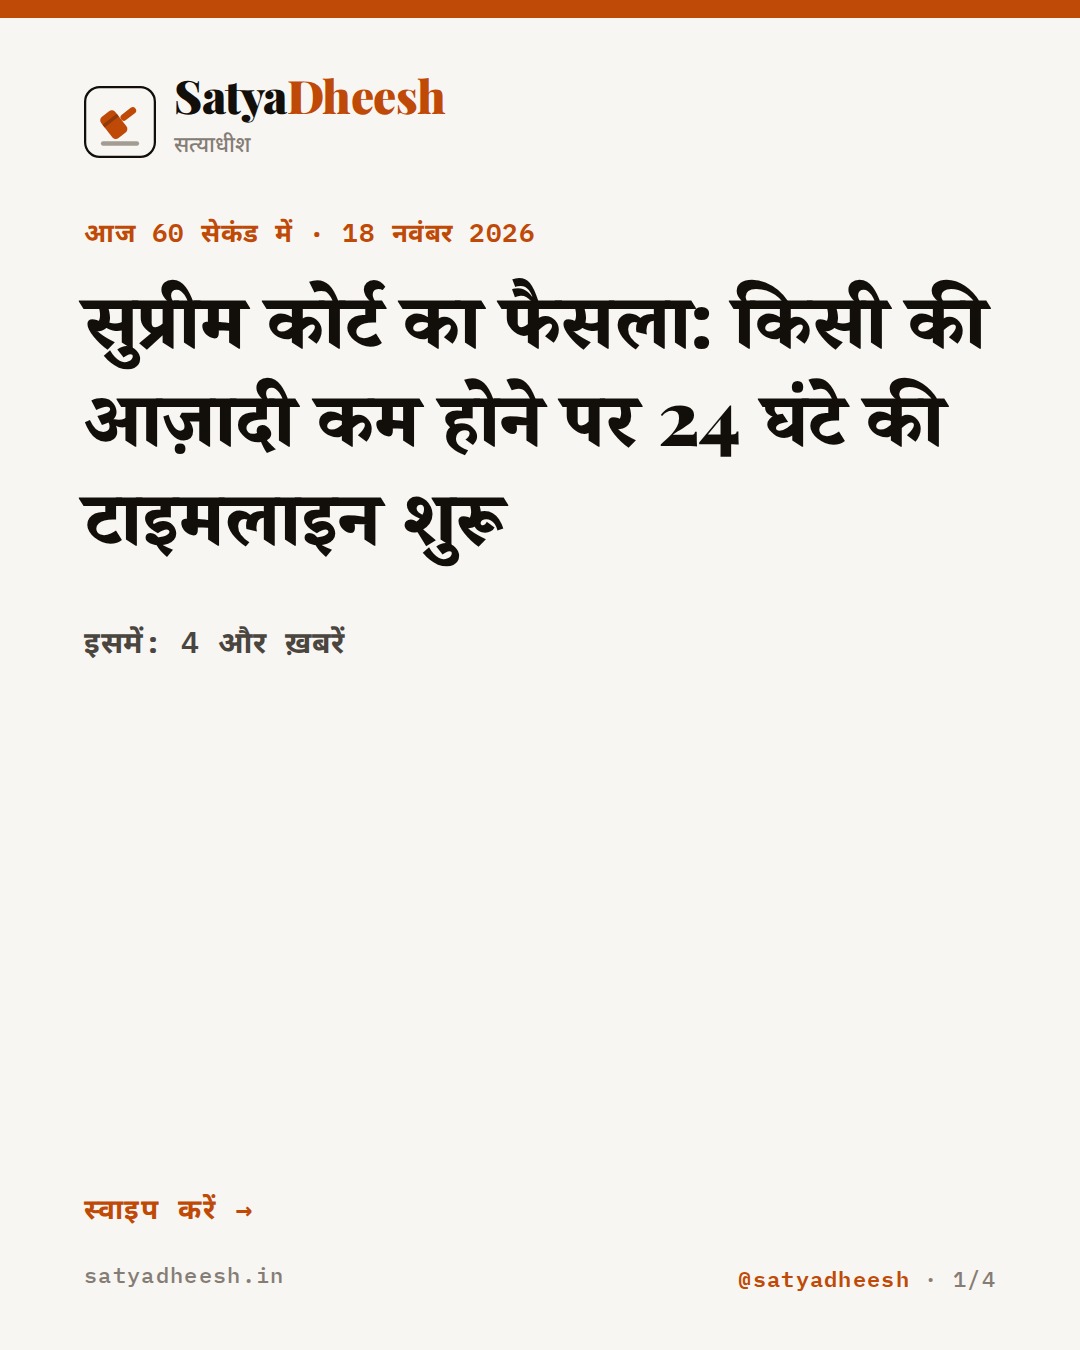 SatyaDheesh
सत्याधीश
आज 60 सेकंड में · 18 नवंबर 2026
सुप्रीम कोर्ट का फैसला: किसी की
आज़ादी कम होने पर 24 घंटे की
टाइमलाइन शुरू
इसमें: 4 और ख़बरें
स्वाइप करें →
satyadheesh.in
@satyadheesh · 1/4